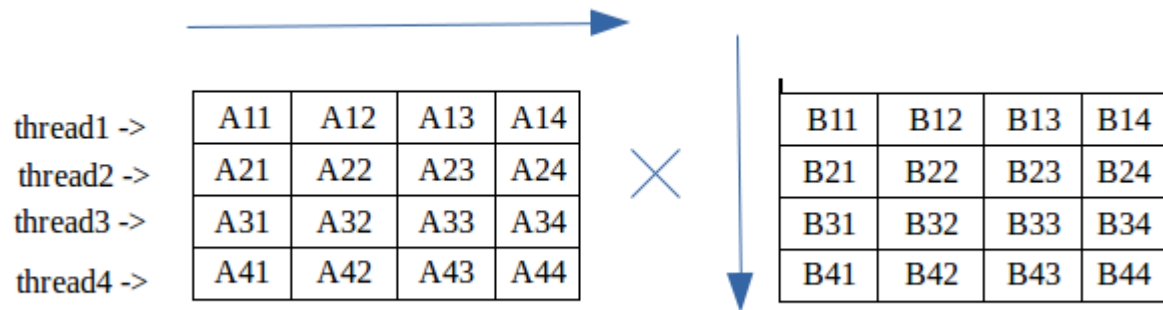 thread1 -> A11 A12 A13 A14 B11 B12 B13 B14
thread2 -> A21 A22 A23 A24 B21 B22 B23 B24
thread3 -> A31 A32 A33 A34 B31 B32 B33 B34
thread4 -> A41 A42 A43 A44 B41 B42 B43 B44